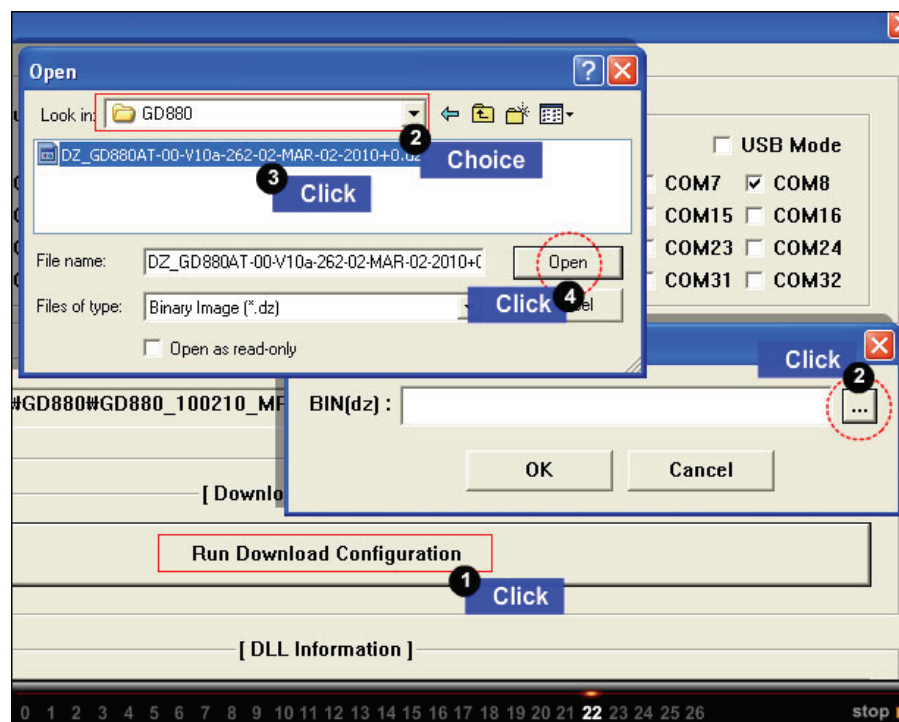 Open
Look in: GD880
2
Choice
DZ_GD880AT-00-V10a-262-02-MAR-02-2010+0.dz
3
Click
File name: DZ_GD880AT-00-V10a-262-02-MAR-02-2010+(
Open
Click
4
Files of type: Binary Image (*.dz)
Open as read-only
USB Mode
COM7 COM8
COM15 COM16
COM23 COM24
COM31 COM32
Click
2
#GD880#GD880_100210_MF
BIN(dz) :
...
OK
Cancel
[ Downlo
Run Download Configuration
1
Click
[ DLL Information ]
0 1 2 3 4 5 6 7 8 9 10 11 12 13 14 15 16 17 18 19 20 21 22 23 24 25 26
stop